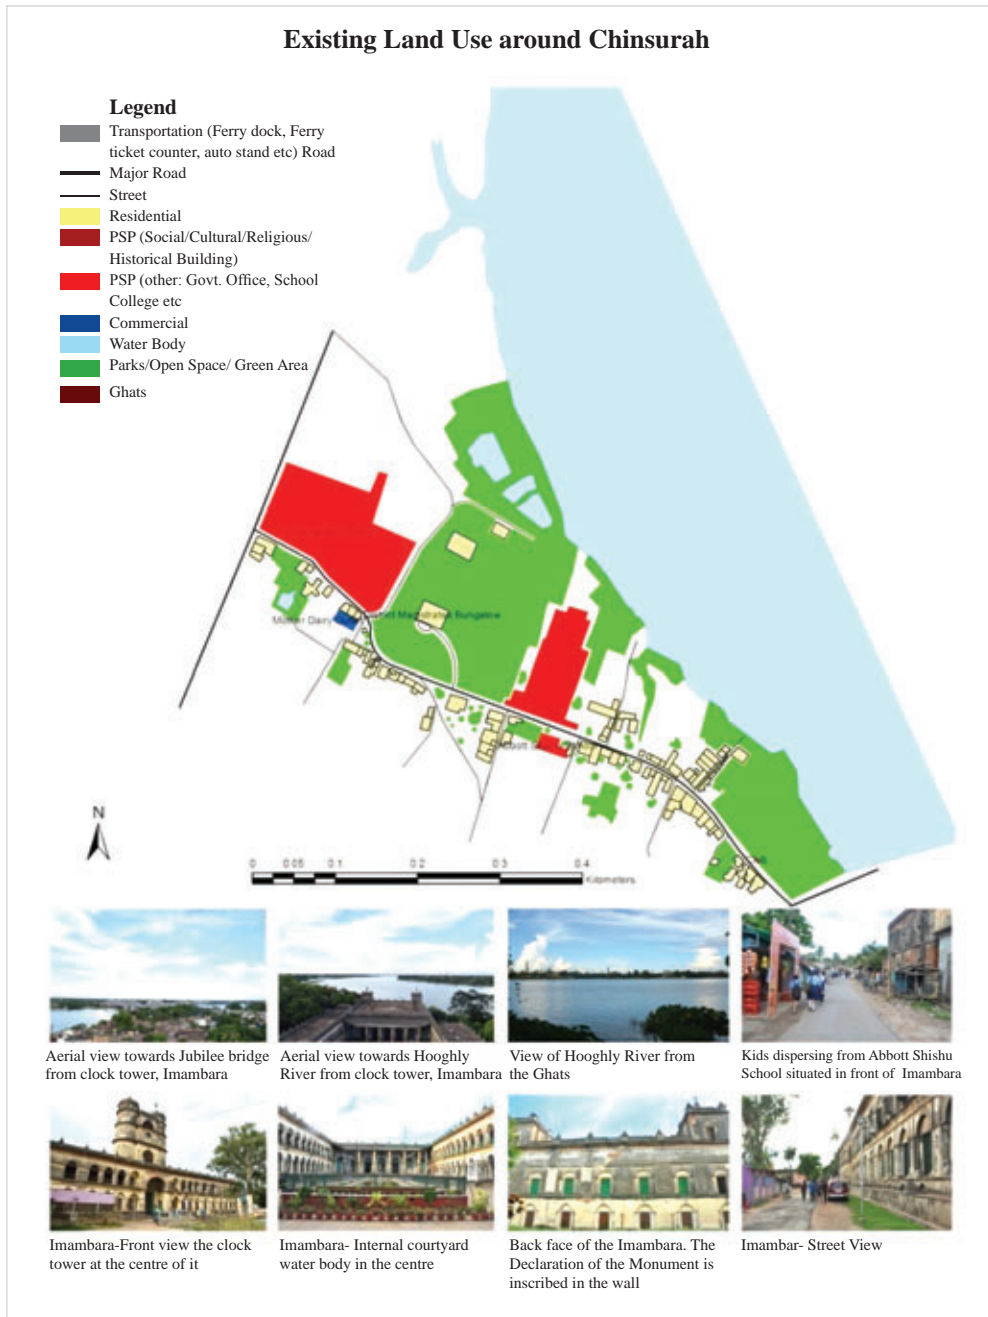 Existing Land Use around Chinsurah
Legend
Transportation (Ferry dock, Ferry
ticket counter, auto stand etc) Road
Major Road
Street
Residential
PSP (Social/Cultural/Religious/
Historical Building)
PSP (other: Govt. Office, School
College etc
Commercial
Water Body
Parks/Open Space/ Green Area
Ghats
Mother Dairy
Magistrates Bungalow
Abbott
N
0 0.05 0.1 0.2 0.3 0.4
Kilometers
Aerial view towards Jubilee bridge
from clock tower, Imambara
Aerial view towards Hooghly
River from clock tower, Imambara
View of Hooghly River from
the Ghats
Kids dispersing from Abbott Shishu
School situated in front of Imambara
Imambara-Front view the clock
tower at the centre of it
Imambara- Internal courtyard
water body in the centre
Back face of the Imambara. The
Declaration of the Monument is
inscribed in the wall
Imambar- Street View